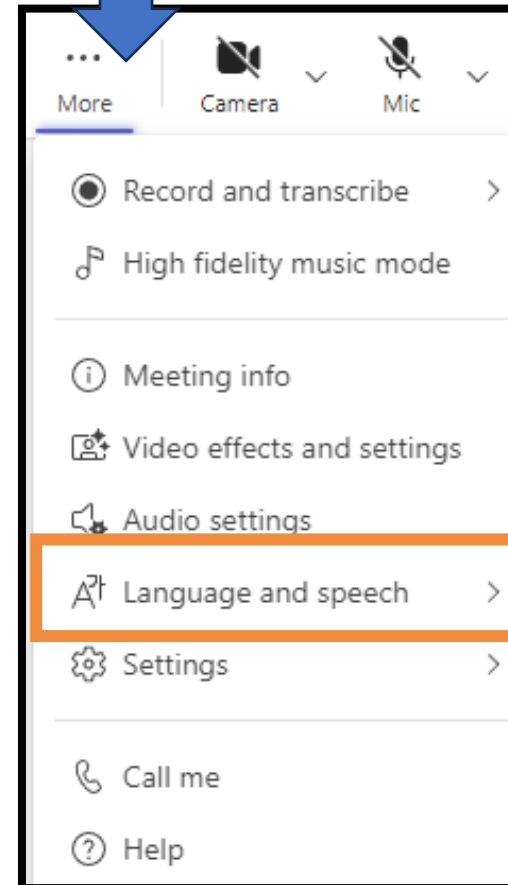 More Camera Mic
Record and transcribe
High fidelity music mode
Meeting info
Video effects and settings
Audio settings
Language and speech
Settings
Call me
Help